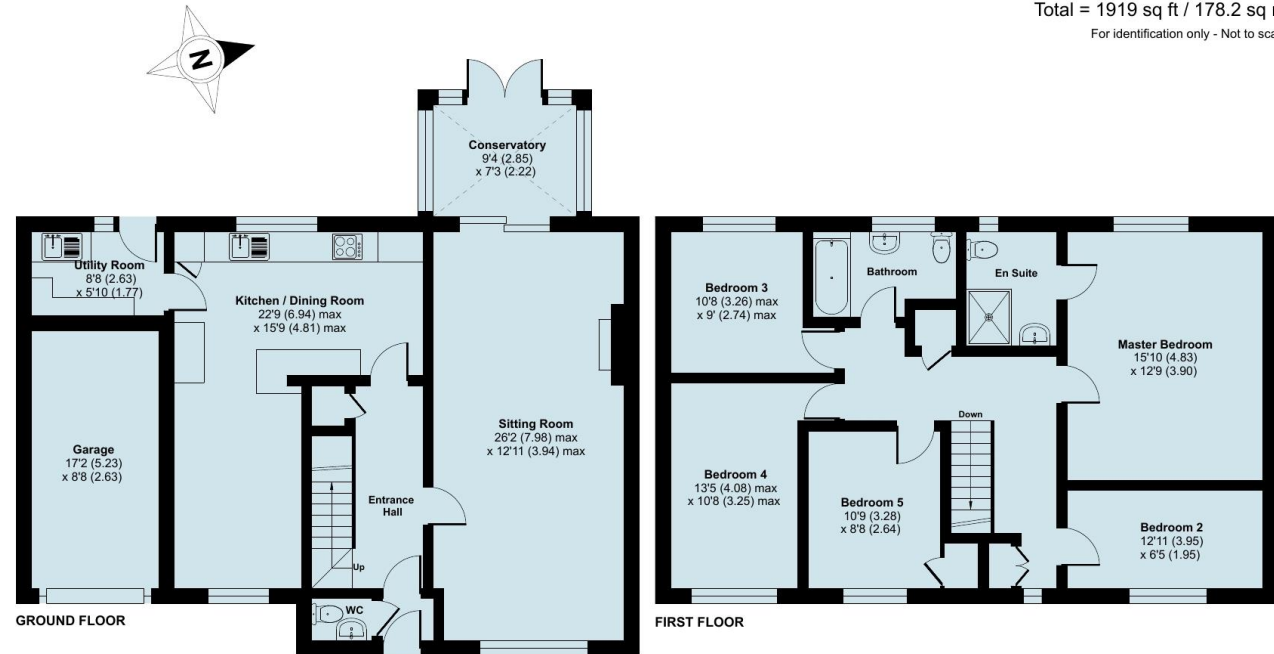 Total = 1919 sq ft / 178.2 sq
For identification only - Not to
N
Conservatory
9'4 (2.85)
x 7'3 (2.22)
Utility Room
8'8 (2.63)
x 5'10 (1.77)
Kitchen / Dining Room
22'9 (6.94) max
x 15'9 (4.81) max
Sitting Room
26'2 (7.98) max
x 12'11 (3.94) max
Garage
17'2 (5.23)
x 8'8 (2.63)
Entrance
Hall
Up
WC
GROUND FLOOR
Bedroom 3
10'8 (3.26) max
x 9' (2.74) max
Bathroom
En Suite
Master Bedroom
15'10 (4.83)
x 12'9 (3.90)
Down
Bedroom 4
13'5 (4.08) max
x 10'8 (3.25) max
Bedroom 5
10'9 (3.28)
x 8'8 (2.64)
Bedroom 2
12'11 (3.95)
x 6'5 (1.95)
FIRST FLOOR